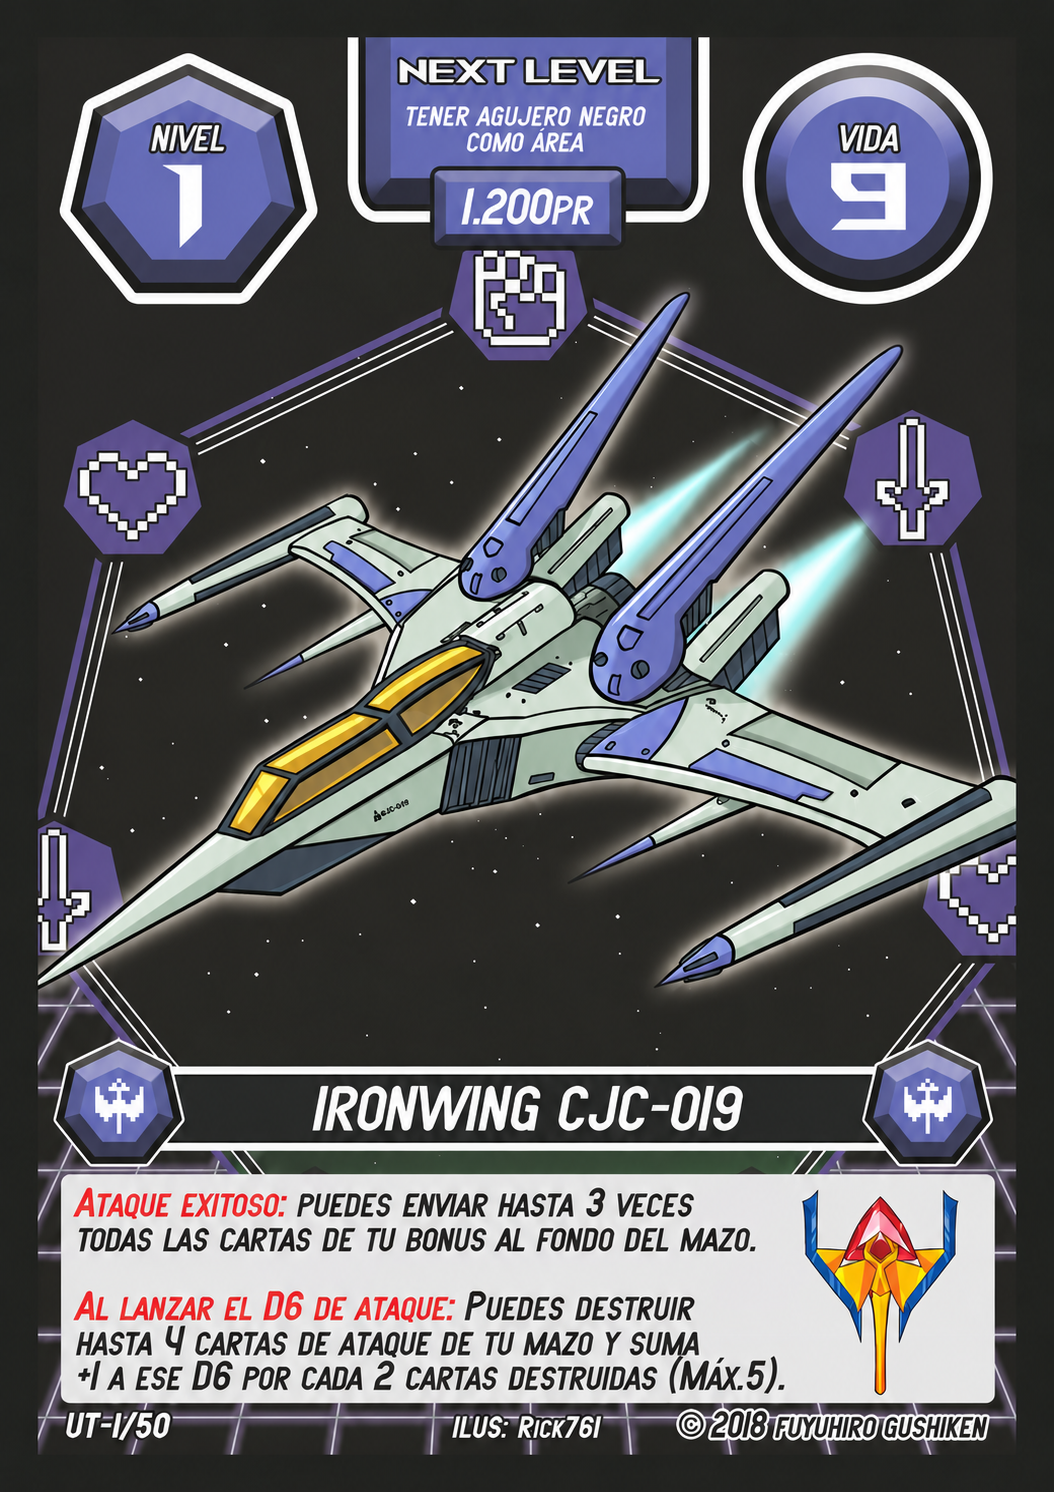 NEXT LEVEL
TENER AGUJERO NEGRO
COMO ÁREA
1.200PR
NIVEL
1
VIDA
9
CJC-019
IRONWING CJC-019
ATAQUE EXITOSO: PUEDES ENVIAR HASTA 3 VECES
TODAS LAS CARTAS DE TU BONUS AL FONDO DEL MAZO.
AL LANZAR EL D6 DE ATAQUE: PUEDES DESTRUIR
HASTA 4 CARTAS DE ATAQUE DE TU MAZO Y SUMA
+1 A ESE D6 POR CADA 2 CARTAS DESTRUIDAS (MÁX.5).
UT-1/50
ILUS: RICK761
© 2018 FUYUHIRO GUSHIKEN